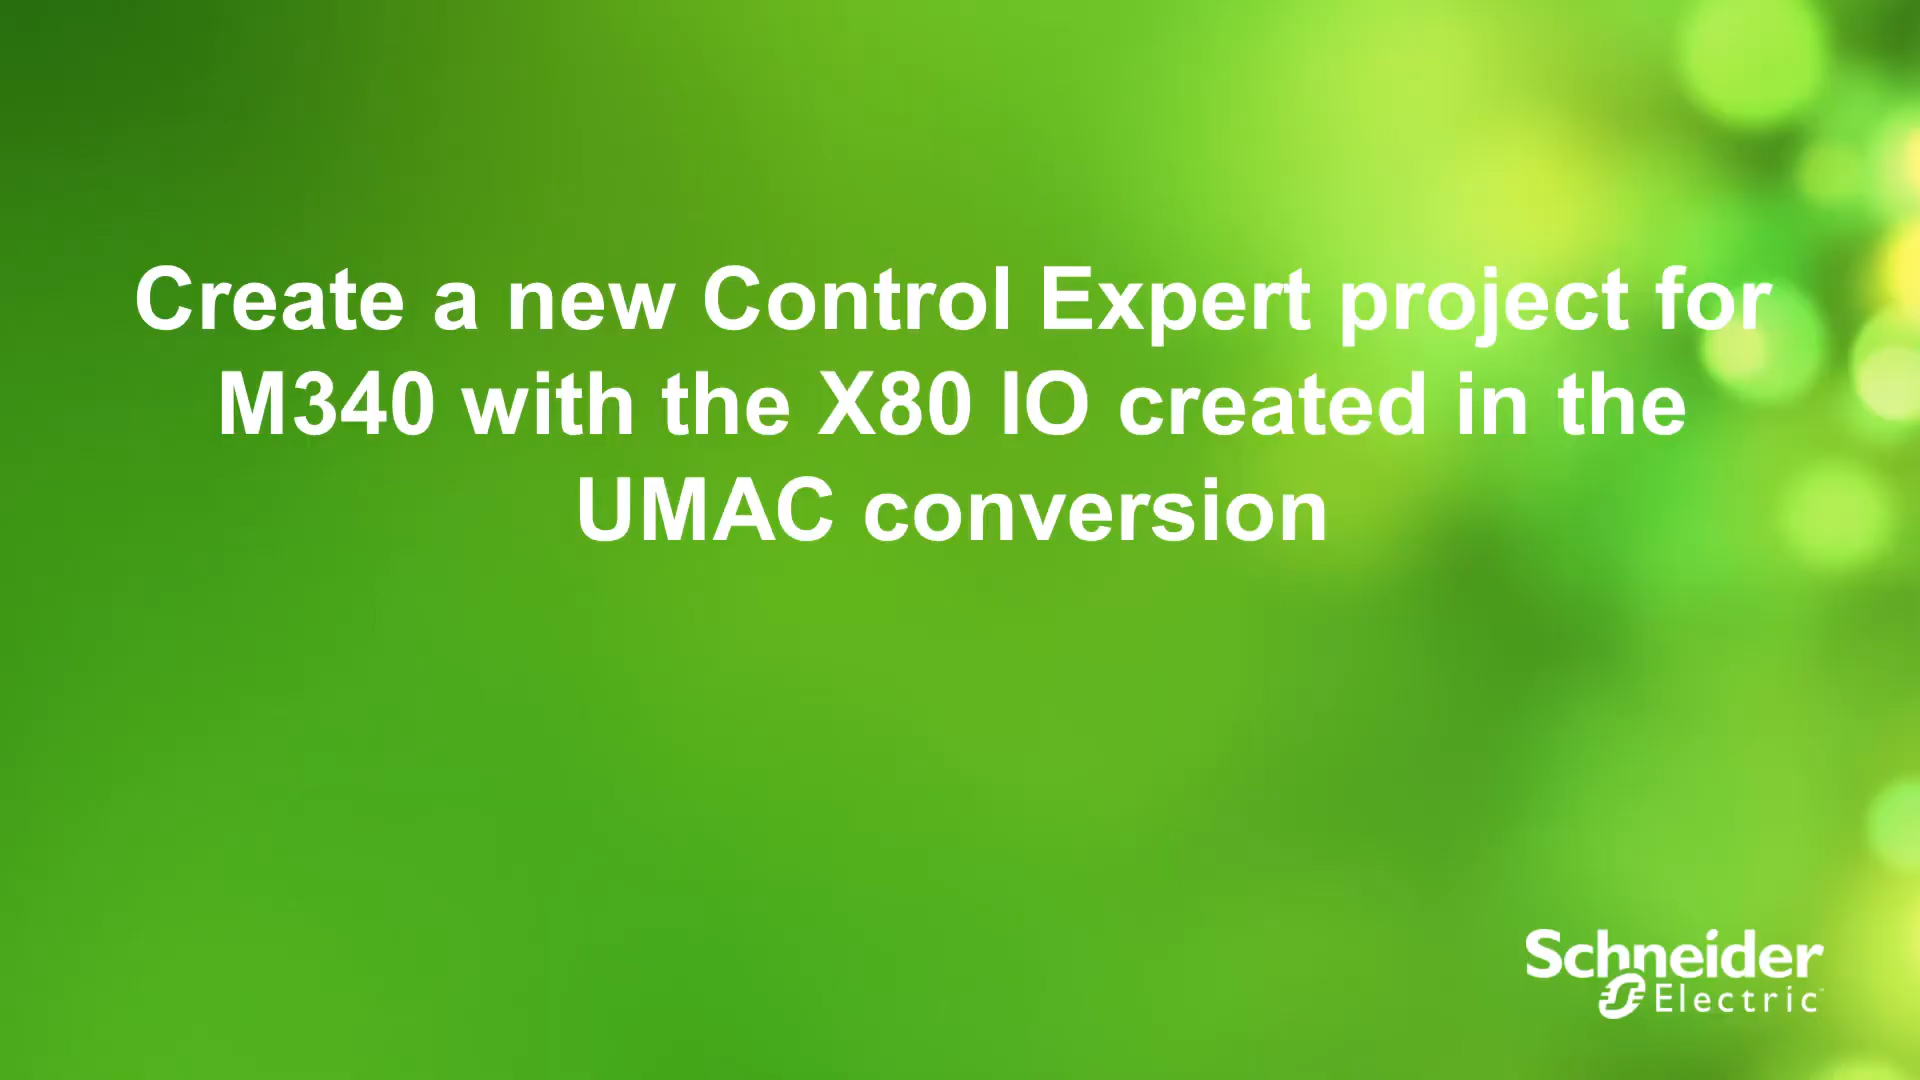 Create a new Control Expert project for
M340 with the X80 IO created in the
UMAC conversion
Schneider
Electric